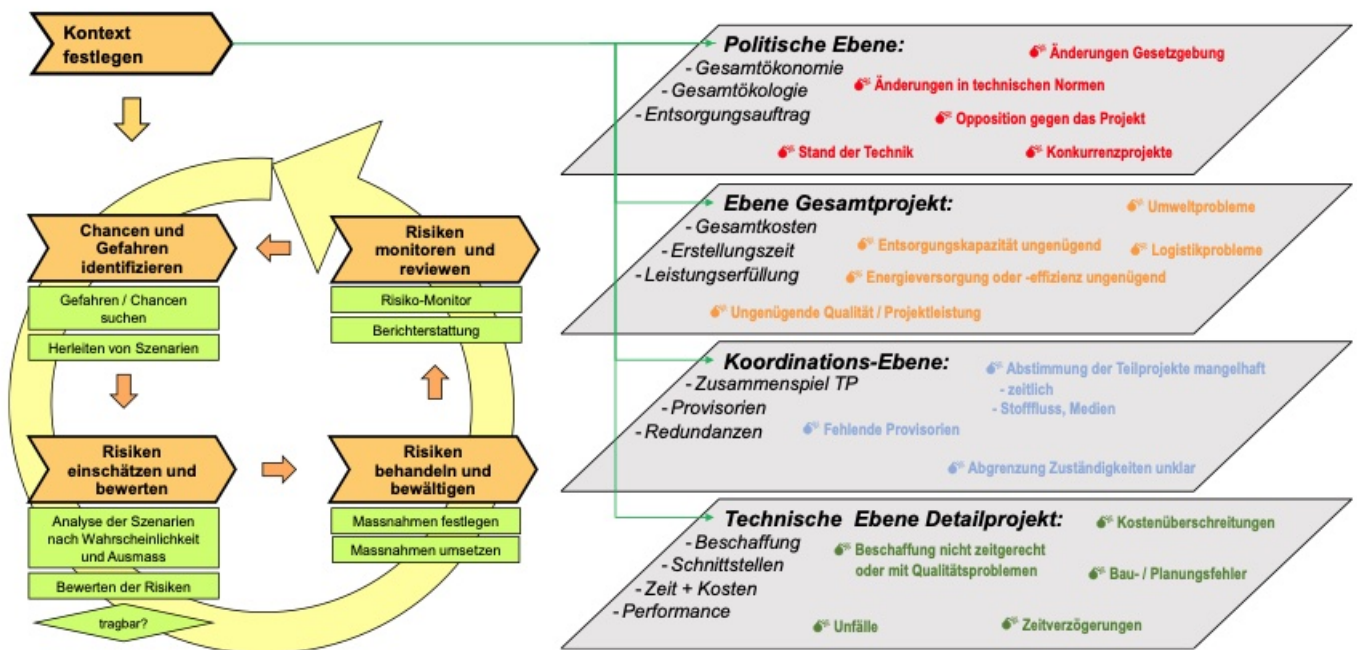 Kontext
festlegen
Chancen und
Gefahren
identifizieren
Gefahren / Chancen
suchen
Herleiten von Szenarien
Risiken
monitoren und
reviewen
Risiko-Monitor
Berichterstattung
Risiken
einschätzen und
bewerten
Analyse der Szenarien
nach Wahrscheinlichkeit
und Ausmass
Bewerten der Risiken
tragbar?
Risiken
behandeln und
bewältigen
Massnahmen festlegen
Massnahmen umsetzen
Politische Ebene:
- Gesamtökonomie
- Gesamtökologie
- Entsorgungsauftrag
Änderungen Gesetzgebung
Änderungen in technischen Normen
Opposition gegen das Projekt
Stand der Technik
Konkurrenzprojekte
Ebene Gesamtprojekt:
- Gesamtkosten
- Erstellungszeit
- Leistungserfüllung
Umweltprobleme
Entsorgungskapazität ungenügend
Logistikprobleme
Energieversorgung oder -effizienz ungenügend
Ungenügende Qualität / Projektleistung
Koordinations-Ebene:
- Zusammenspiel TP
- Provisorien
- Redundanzen
Abstimmung der Teilprojekte mangelhaft
- zeitlich
- Stofffluss, Medien
Fehlende Provisorien
Abgrenzung Zuständigkeiten unklar
Technische Ebene Detailprojekt:
- Beschaffung
- Schnittstellen
- Zeit + Kosten
- Performance
Kostenüberschreitungen
Beschaffung nicht zeitgerecht
oder mit Qualitätsproblemen
Bau- / Planungsfehler
Unfälle
Zeitverzögerungen